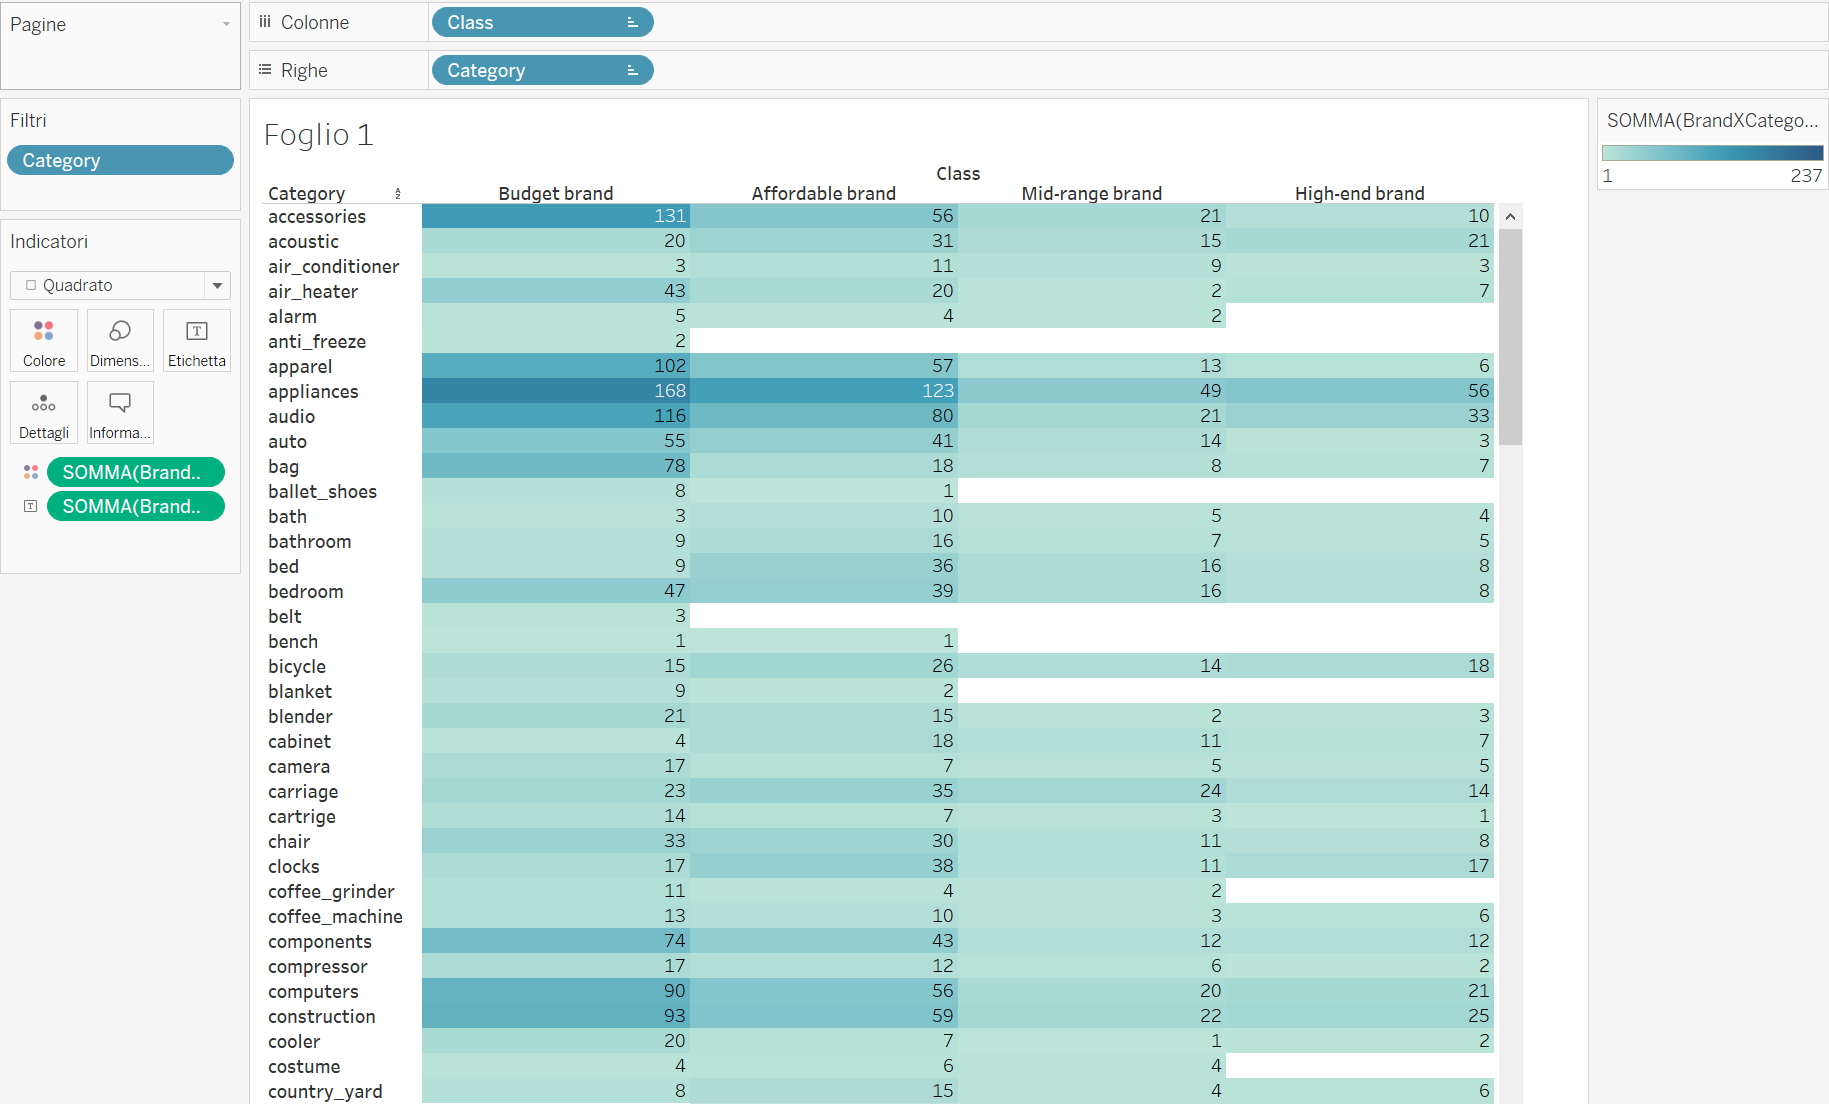 Pagine
Colonne Class
Righe Category
Filtri
Category
Indicatori
Quadrato
Colore Dimens... Etichetta
Dettagli Informa...
SOMMA(Brand..
SOMMA(Brand..
Foglio 1
Class
Category Budget brand Affordable brand Mid-range brand High-end brand
accessories 131 56 21 10
acoustic 20 31 15 21
air_conditioner 3 11 9 3
air_heater 43 20 2 7
alarm 5 4 2
anti_freeze 2
apparel 102 57 13 6
appliances 168 123 49 56
audio 116 80 21 33
auto 55 41 14 3
bag 78 18 8 7
ballet_shoes 8 1
bath 3 10 5 4
bathroom 9 16 7 5
bed 9 36 16 8
bedroom 47 39 16 8
belt 3
bench 1 1
bicycle 15 26 14 18
blanket 9 2
blender 21 15 2 3
cabinet 4 18 11 7
camera 17 7 5 5
carriage 23 35 24 14
cartrige 14 7 3 1
chair 33 30 11 8
clocks 17 38 11 17
coffee_grinder 11 4 2
coffee_machine 13 10 3 6
components 74 43 12 12
compressor 17 12 6 2
computers 90 56 20 21
construction 93 59 22 25
cooler 20 7 1 2
costume 4 6 4
country_yard 8 15 4 6
SOMMA(BrandXCatego...
1 237